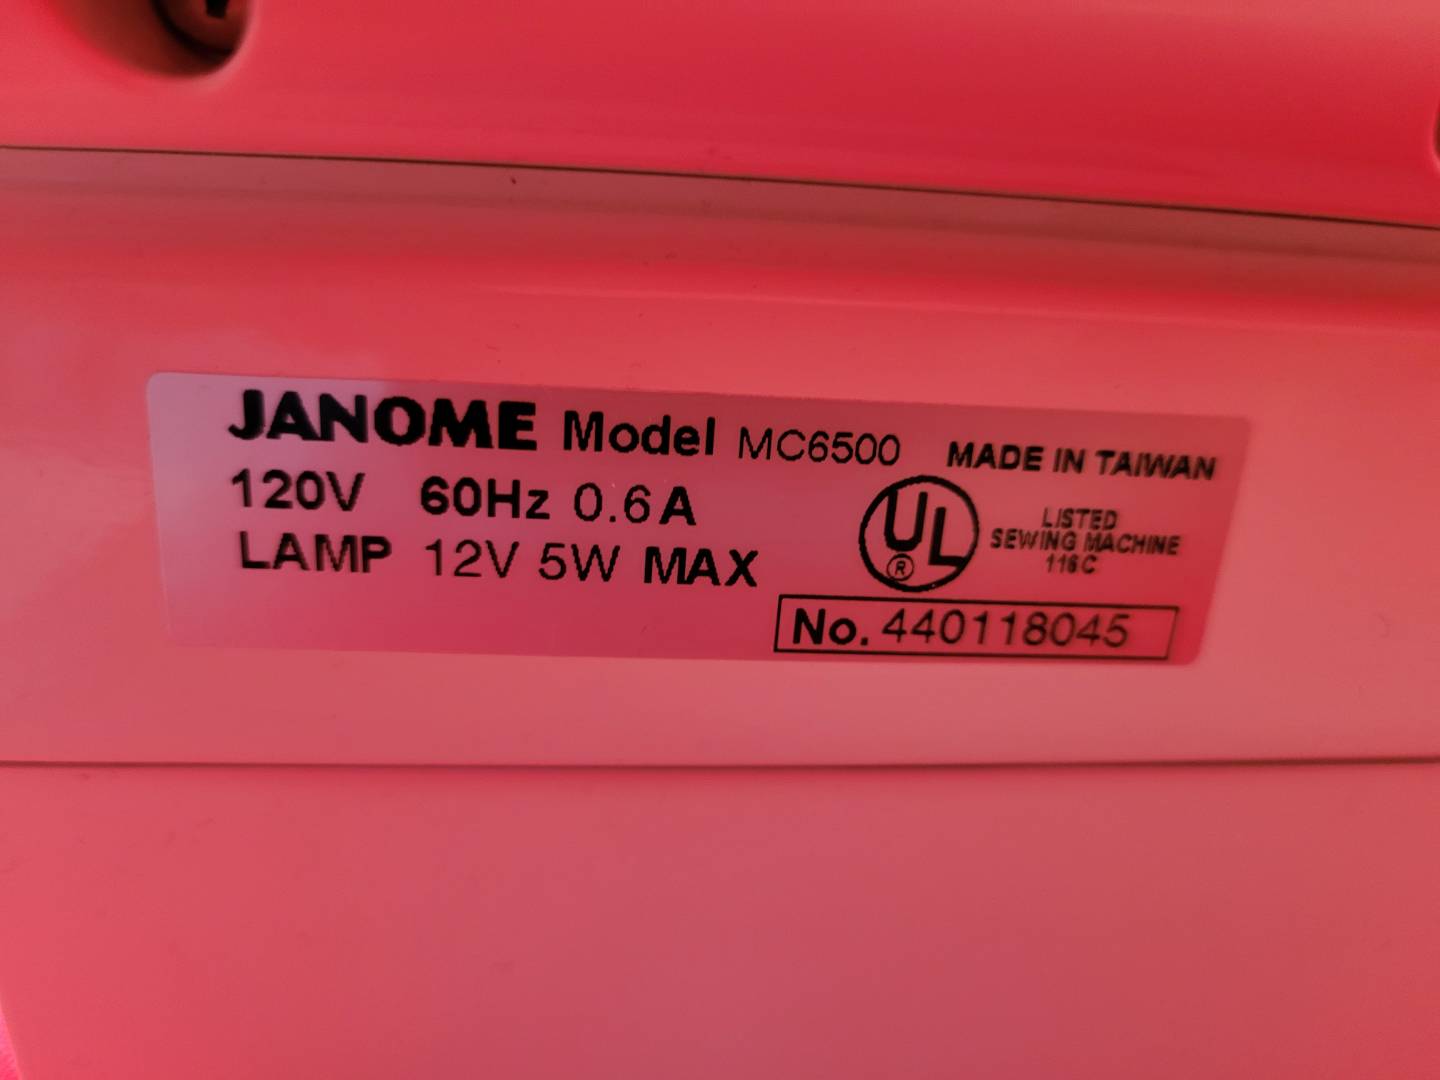 JANOME Model MC6500 MADE IN TAIWAN
120V 60Hz 0.6A
LAMP 12V 5W MAX
UL ®
LISTED
SEWING MACHINE
116C
No. 440118045